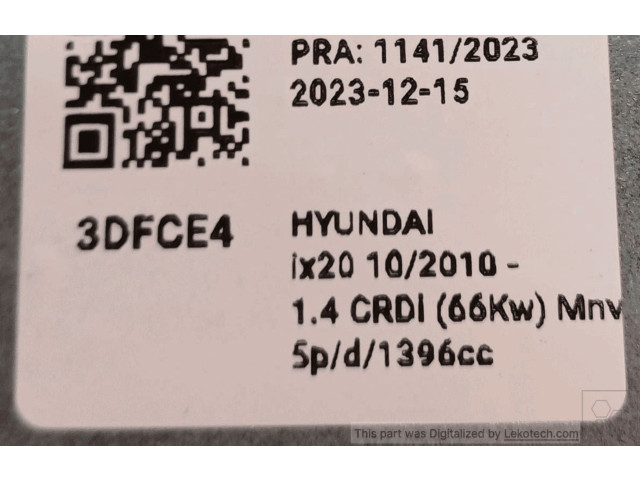 PRA: 1141/2023
2023-12-15
3DFCE4
HYUNDAI
ix20 10/2010 -
1.4 CRDI (66Kw) Mnv
5p/d/1396cc
This part was Digitalized by Lekotech.com